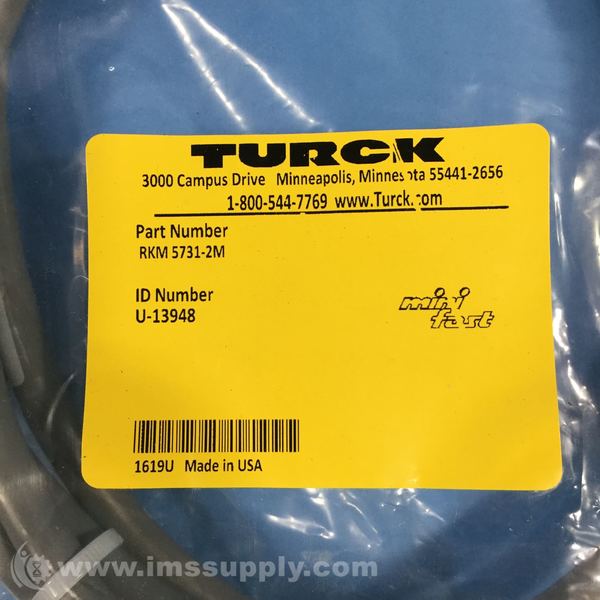 TURCK
3000 Campus Drive Minneapolis, Minnesota 55441-2656
1-800-544-7769 www.Turck.com
Part Number
RKM 5731-2M
ID Number
U-13948
mini
fast
1619U Made in USA
www.imssupply.com